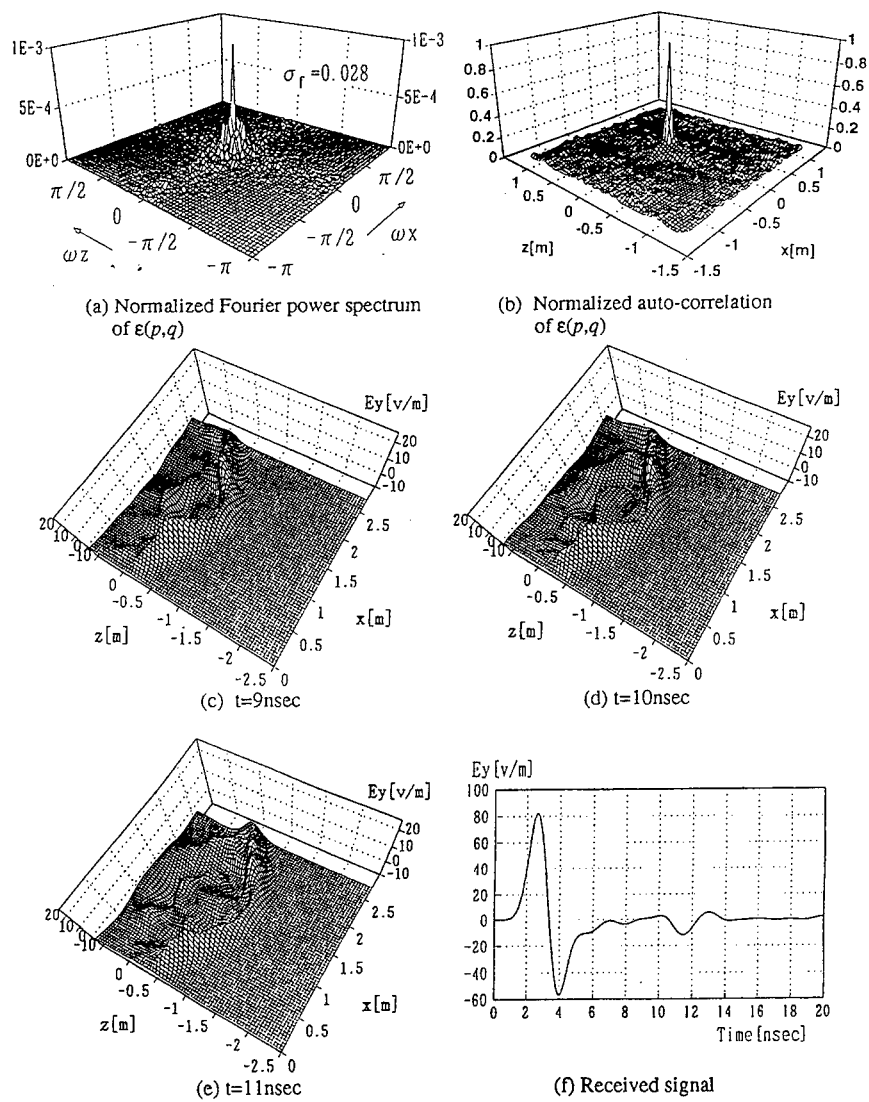 1E-3
5E-4
0E+0
1E-3
5E-4
0E+0
σr=0.028
π/2
0
-π/2
-π
ωz
-π
-π/2
0
π/2
ωx
1
0.8
0.6
0.4
0.2
0
1
0.8
0.6
0.4
0.2
0
1
0.5
0
-0.5
-1
-1.5
z[m]
-1.5
-1
-0.5
0
0.5
1
x[m]
(a) Normalized Fourier power spectrum
of ε(p,q)
(b) Normalized auto-correlation
of ε(p,q)
Ey[v/m]
20
10
0
-10
20
10
0
-10
0
-0.5
-1
-1.5
-2
-2.5
z[m]
0
0.5
1
1.5
2
2.5
x[m]
(c) t=9nsec
Ey[v/m]
20
10
0
-10
20
10
0
-10
0
-0.5
-1
-1.5
-2
-2.5
z[m]
0
0.5
1
1.5
2
2.5
x[m]
(d) t=10nsec
Ey[v/m]
20
10
0
-10
20
10
0
-10
0
-0.5
-1
-1.5
-2
-2.5
z[m]
0
0.5
1
1.5
2
2.5
x[m]
(e) t=11nsec
Ey[v/m]
100
80
60
40
20
0
-20
-40
-60
0 2 4 6 8 10 12 14 16 18 20
Time[nsec]
(f) Received signal